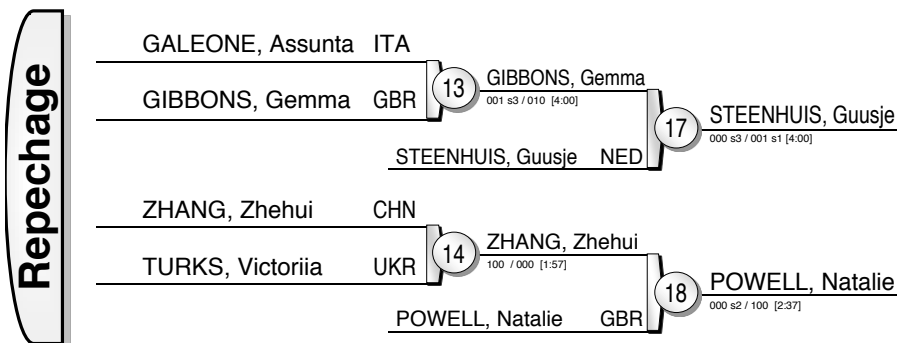 Repechage
GALEONE, Assunta ITA
GIBBONS, Gemma GBR
13
GIBBONS, Gemma
001 s3 / 010 [4:00]
STEENHUIS, Guusje NED
17
STEENHUIS, Guusje
000 s3 / 001 s1 [4:00]
ZHANG, Zhehui CHN
TURKS, Victoriia UKR
14
ZHANG, Zhehui
100 / 000 [1:57]
POWELL, Natalie GBR
18
POWELL, Natalie
000 s2 / 100 [2:37]